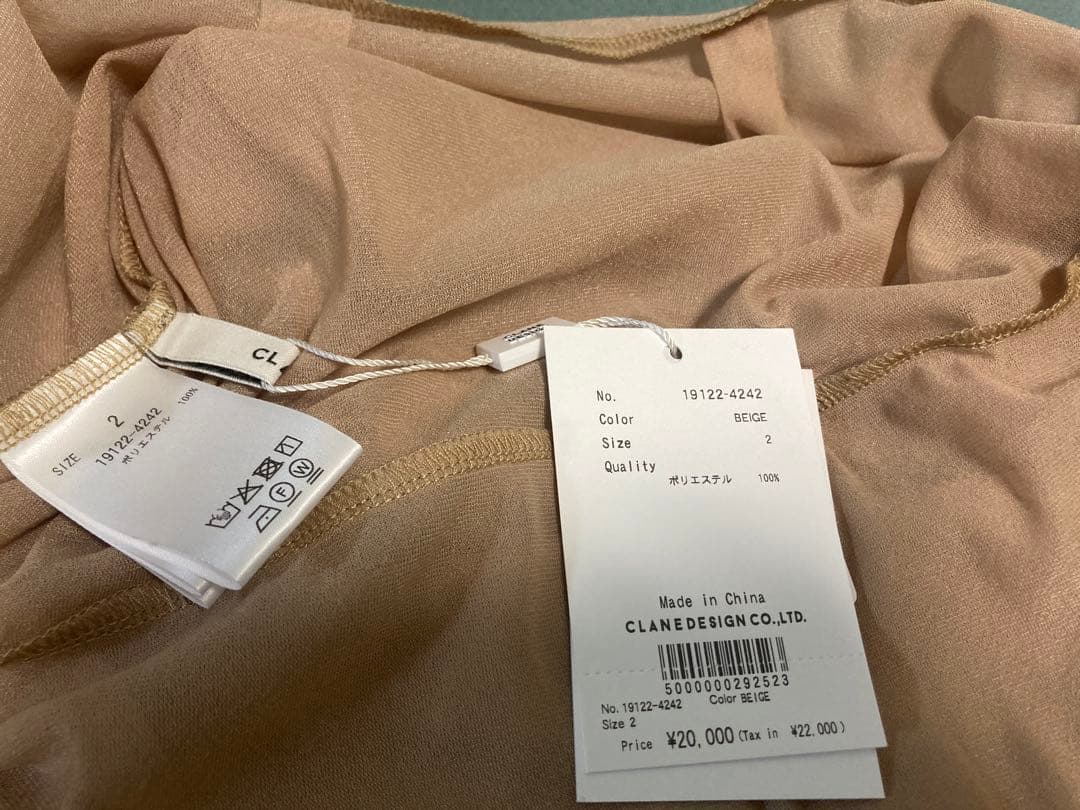 CL
SIZE 2
19122-4242
ポリエステル 100%
No. 19122-4242
Color BEIGE
Size 2
Quality
ポリエステル 100%
Made in China
CLANEDESIGN CO.,LTD.
5000000292523
No. 19122-4242 Color BEIGE
Size 2
Price ¥20,000 (Tax in ¥22,000)